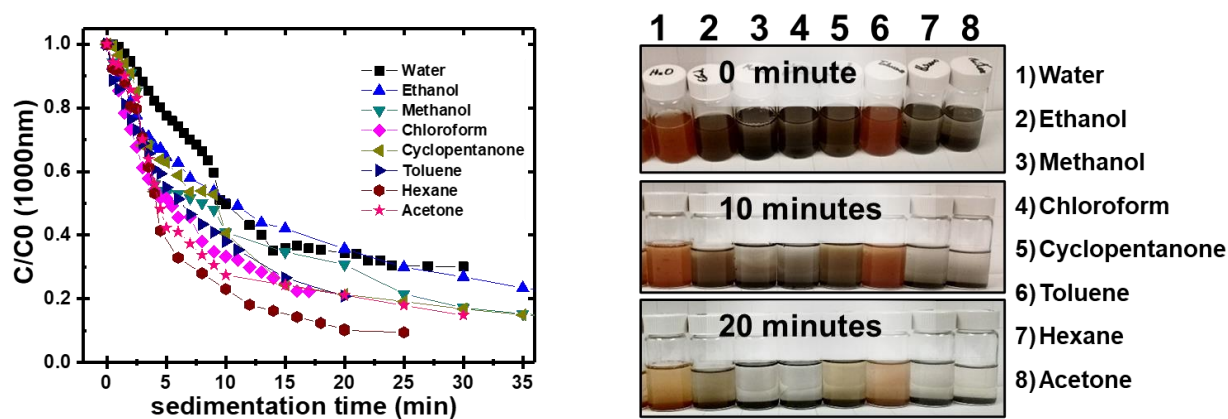 1.0
0.8
0.6
0.4
0.2
0.0
C/C0 (1000nm)
0 5 10 15 20 25 30 35
sedimentation time (min)
Water
Ethanol
Methanol
Chloroform
Cyclopentanone
Toluene
Hexane
Acetone
1 2 3 4 5 6 7 8
H2O
0 minute
10 minutes
20 minutes
1) Water
2) Ethanol
3) Methanol
4) Chloroform
5) Cyclopentanone
6) Toluene
7) Hexane
8) Acetone